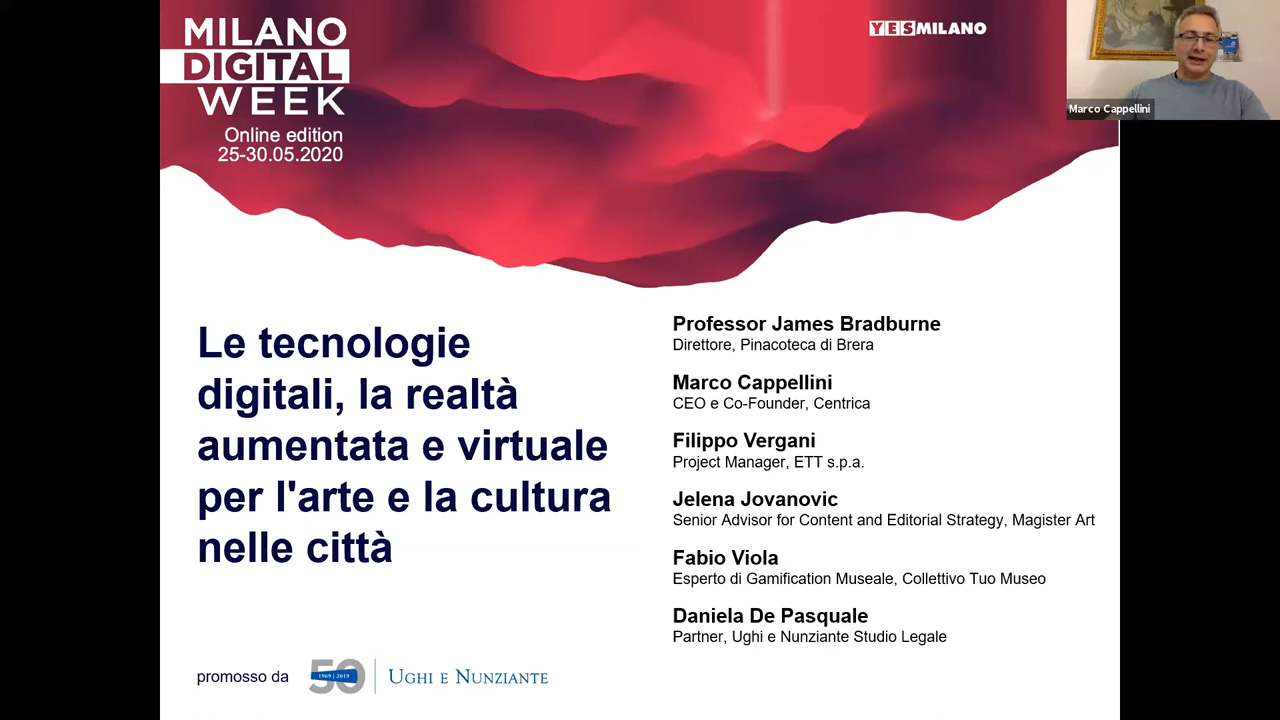 MILANO
DIGITAL
WEEK
Online edition
25-30.05.2020
YESMILANO
Marco Cappellini
Le tecnologie
digitali, la realtà
aumentata e virtuale
per l'arte e la cultura
nelle città
Professor James Bradburne
Direttore, Pinacoteca di Brera
Marco Cappellini
CEO e Co-Founder, Centrica
Filippo Vergani
Project Manager, ETT s.p.a.
Jelena Jovanovic
Senior Advisor for Content and Editorial Strategy, Magister Art
Fabio Viola
Esperto di Gamification Museale, Collettivo Tuo Museo
Daniela De Pasquale
Partner, Ughi e Nunziante Studio Legale
promosso da
50
1969 | 2019
UGHI E NUNZIANTE